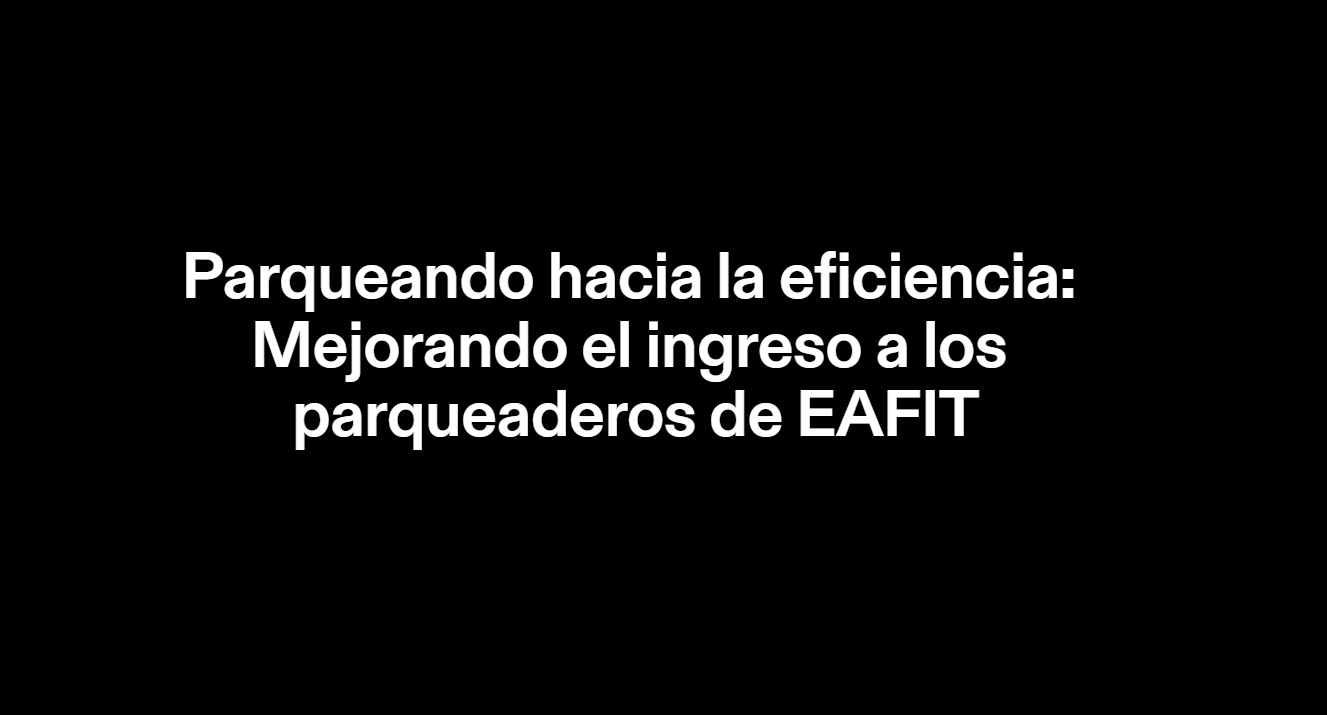 Parqueando hacia la eficiencia:
Mejorando el ingreso a los
parqueaderos de EAFIT